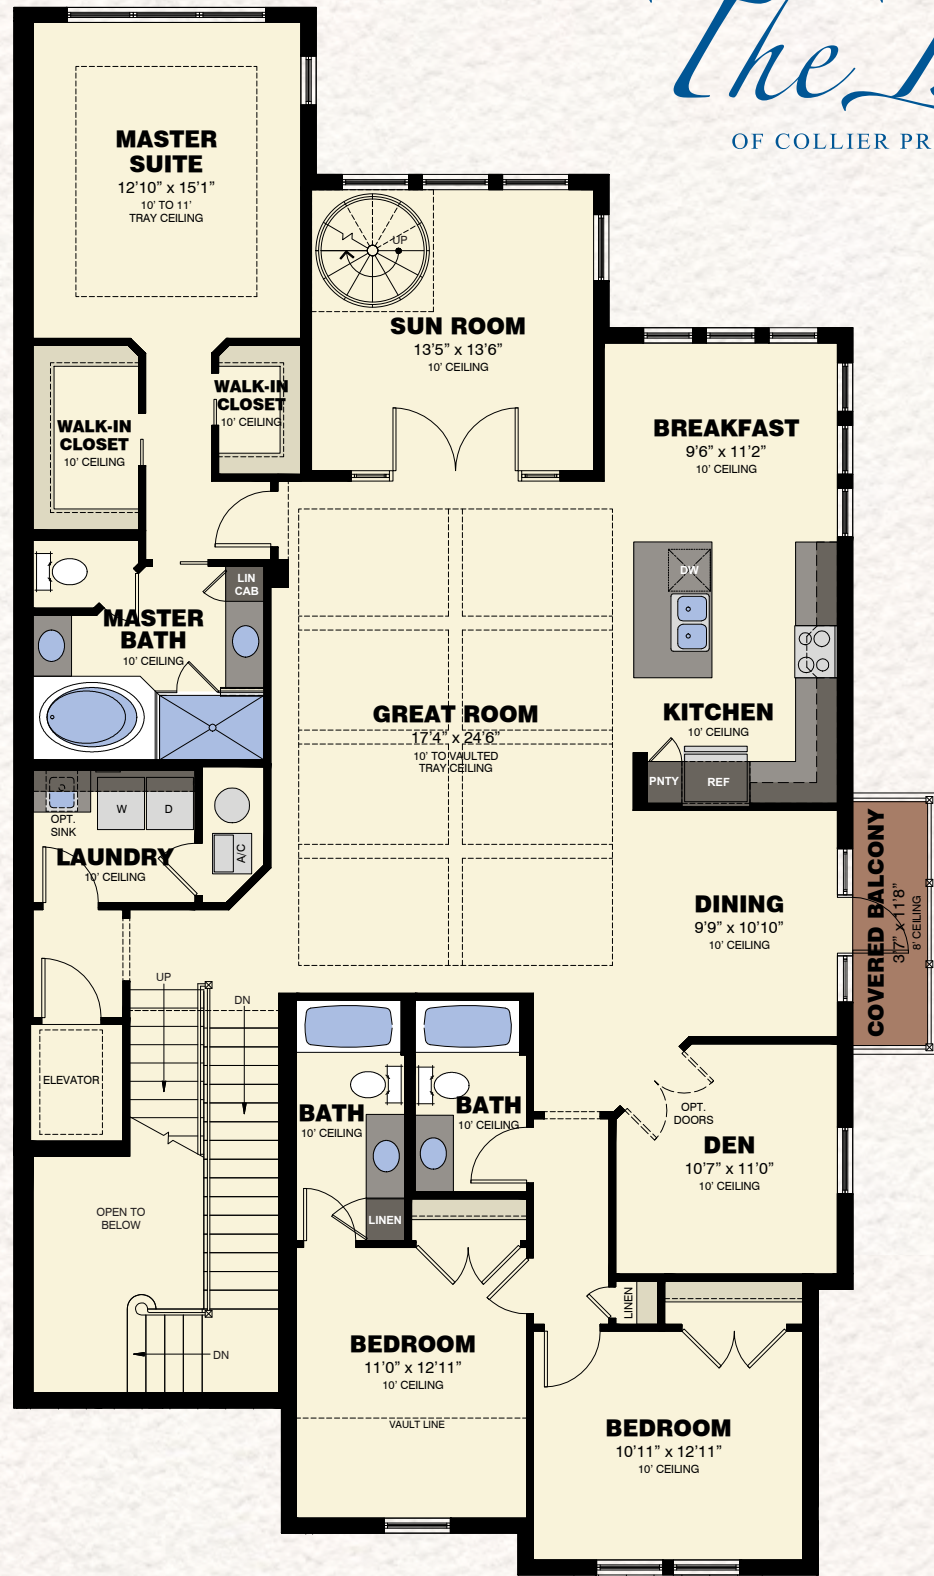 The
OF COLLIER PR
MASTER
SUITE
12'10" x 15'1"
10' TO 11'
TRAY CEILING
UP
SUN ROOM
13'5" x 13'6"
10' CEILING
WALK-IN
CLOSET
10' CEILING
WALK-IN
CLOSET
10' CEILING
BREAKFAST
9'6" x 11'2"
10' CEILING
DW
LIN
CAB
MASTER
BATH
10' CEILING
GREAT ROOM
17'4" x 24'6"
10' TO VAULTED
TRAY CEILING
KITCHEN
10' CEILING
PNTY
REF
OPT.
SINK
W
D
A/C
LAUNDRY
10' CEILING
DINING
9'9" x 10'10"
10' CEILING
COVERED BALCONY
3'7" x 11'8"
8' CEILING
UP
DN
ELEVATOR
BATH
10' CEILING
BATH
10' CEILING
OPT.
DOORS
DEN
10'7" x 11'0"
10' CEILING
OPEN TO
BELOW
LINEN
LINEN
DN
BEDROOM
11'0" x 12'11"
10' CEILING
VAULT LINE
BEDROOM
10'11" x 12'11"
10' CEILING